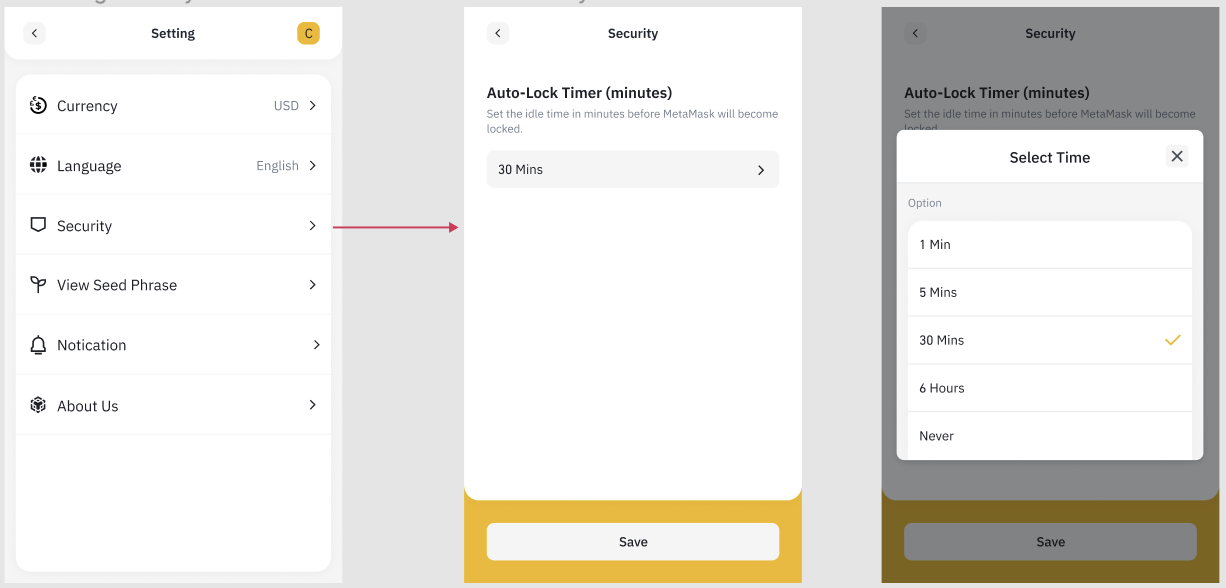 Setting
C
Currency
USD
Language
English
Security
View Seed Phrase
Notication
About Us
Security
Auto-Lock Timer (minutes)
Set the idle time in minutes before MetaMask will become
locked.
30 Mins
Save
Security
Auto-Lock Timer (minutes)
Set the idle time in minutes before MetaMask will become
locked
Select Time
Option
1 Min
5 Mins
30 Mins
6 Hours
Never
Save